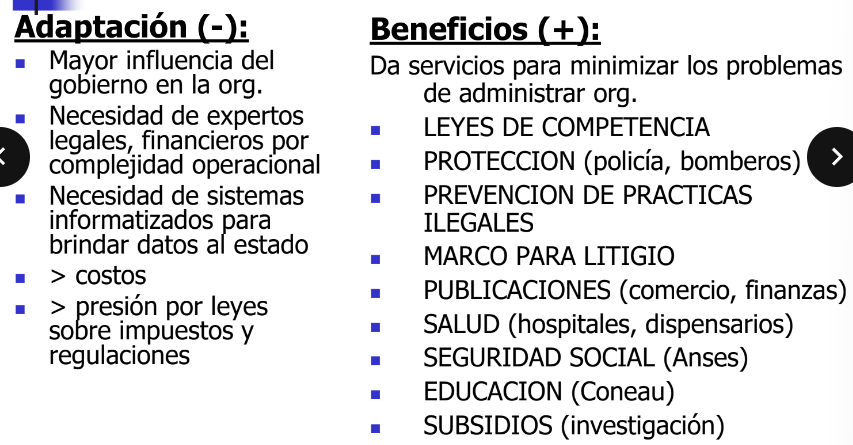 Adaptación (-):
Mayor influencia del
gobierno en la org.
Necesidad de expertos
legales, financieros por
complejidad operacional
Necesidad de sistemas
informatizados para
brindar datos al estado
> costos
> presión por leyes
sobre impuestos y
regulaciones
Beneficios (+):
Da servicios para minimizar los problemas
de administrar org.
LEYES DE COMPETENCIA
PROTECCION (policía, bomberos)
PREVENCION DE PRACTICAS
ILEGALES
MARCO PARA LITIGIO
PUBLICACIONES (comercio, finanzas)
SALUD (hospitales, dispensarios)
SEGURIDAD SOCIAL (Anses)
EDUCACION (Coneau)
SUBSIDIOS (investigación)